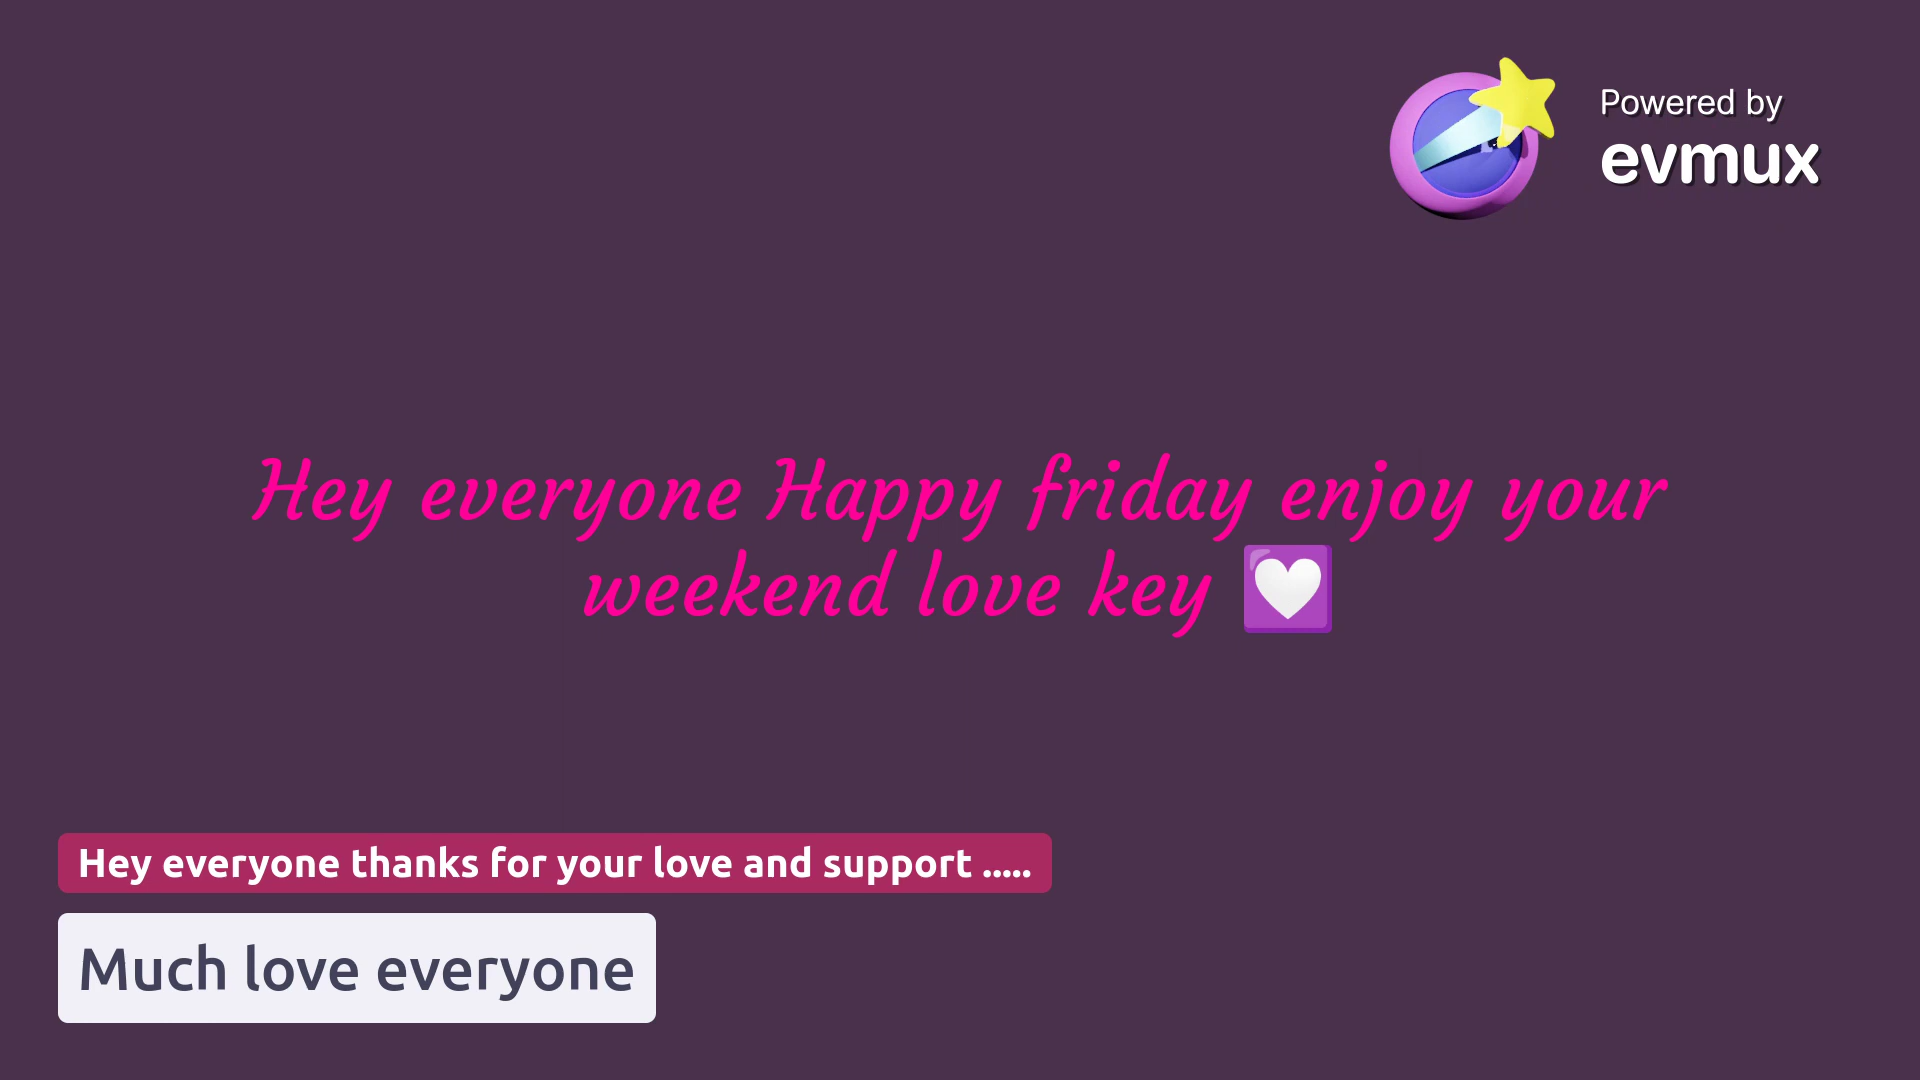 Powered by
evmux
Hey everyone Happy friday enjoy your
weekend love key 💟
Hey everyone thanks for your love and support .....
Much love everyone